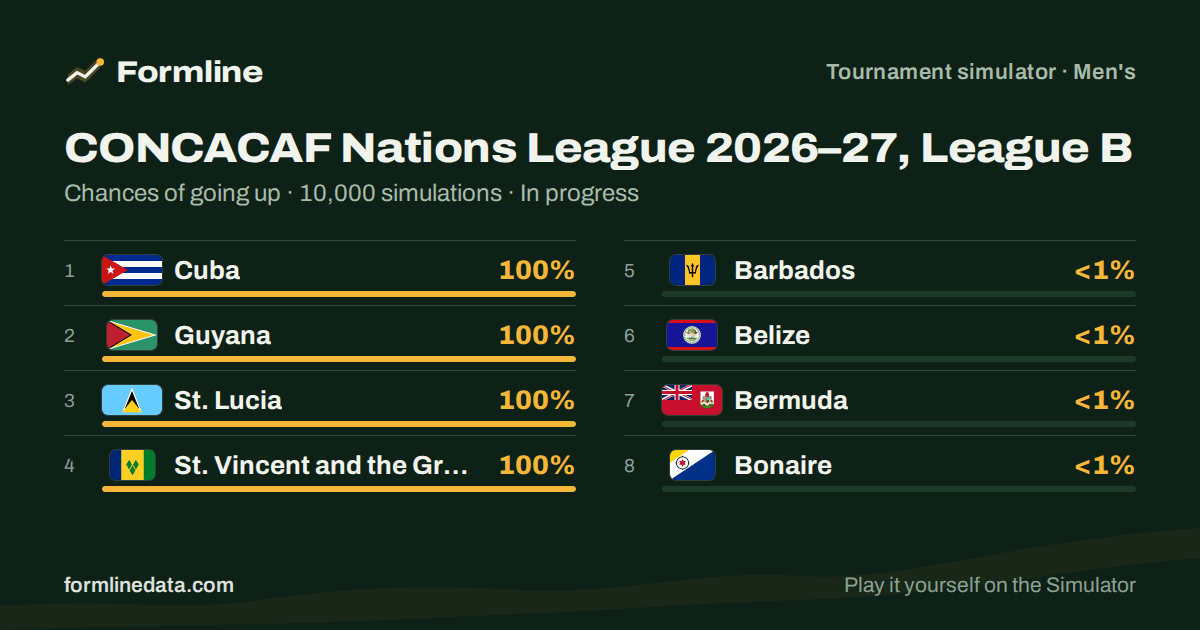 Formline
Tournament simulator · Men's
CONCACAF Nations League 2026–27, League B
Chances of going up · 10,000 simulations · In progress
1 Cuba 100%
2 Guyana 100%
3 St. Lucia 100%
4 St. Vincent and the Gr... 100%
5 Barbados <1%
6 Belize <1%
7 Bermuda <1%
8 Bonaire <1%
formlinedata.com
Play it yourself on the Simulator